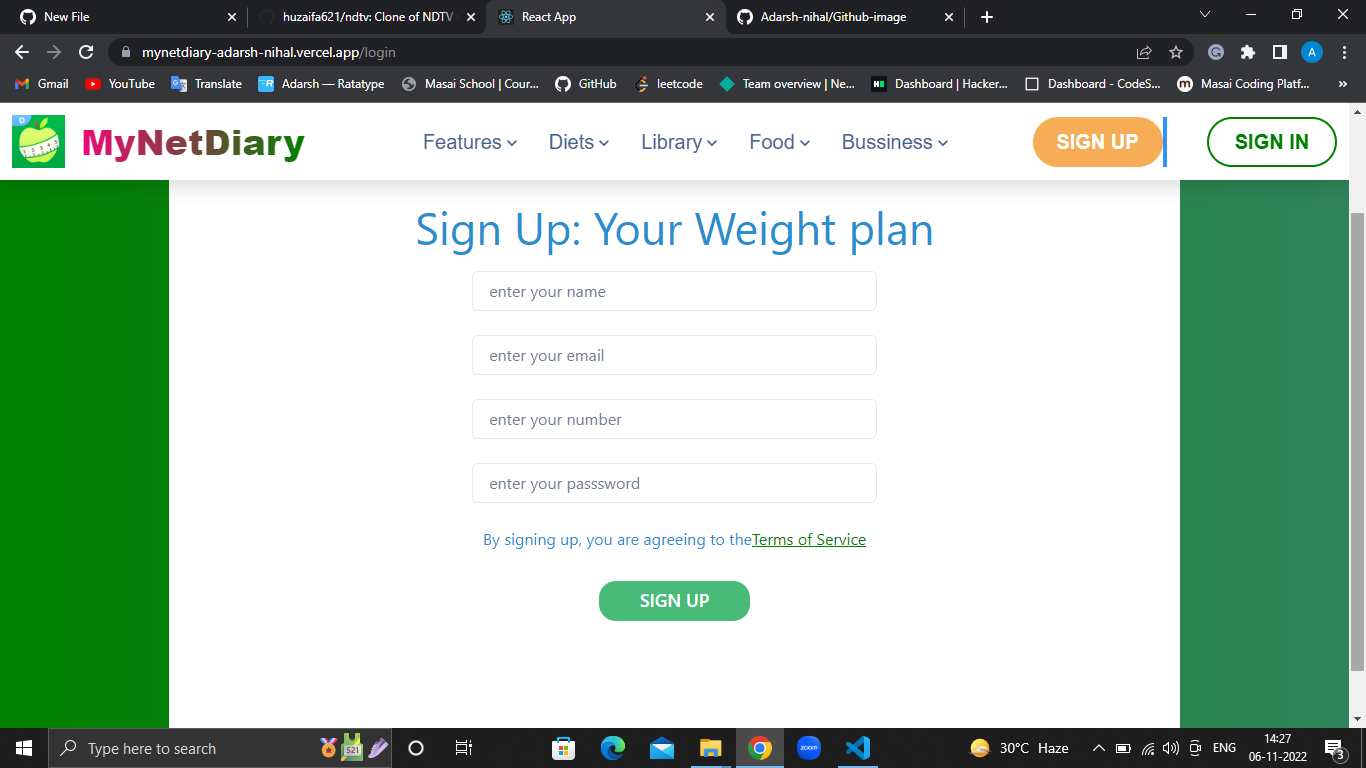 New File
huzaifa621/ndtv: Clone of NDTV
React App
Adarsh-nihal/Github-image
mynetdiary-adarsh-nihal.vercel.app/login
A
Gmail
YouTube
Translate
Adarsh — Ratatype
Masai School | Cour...
GitHub
leetcode
Team overview | Ne...
Dashboard | Hacker...
Dashboard - CodeS...
Masai Coding Platf...
»
D
MyNetDiary
Features
Diets
Library
Food
Bussiness
SIGN UP
SIGN IN
Sign Up: Your Weight plan
enter your name
enter your email
enter your number
enter your passsword
By signing up, you are agreeing to theTerms of Service
SIGN UP
Type here to search
521
zoom
30°C Haze
ENG
14:27
06-11-2022
3